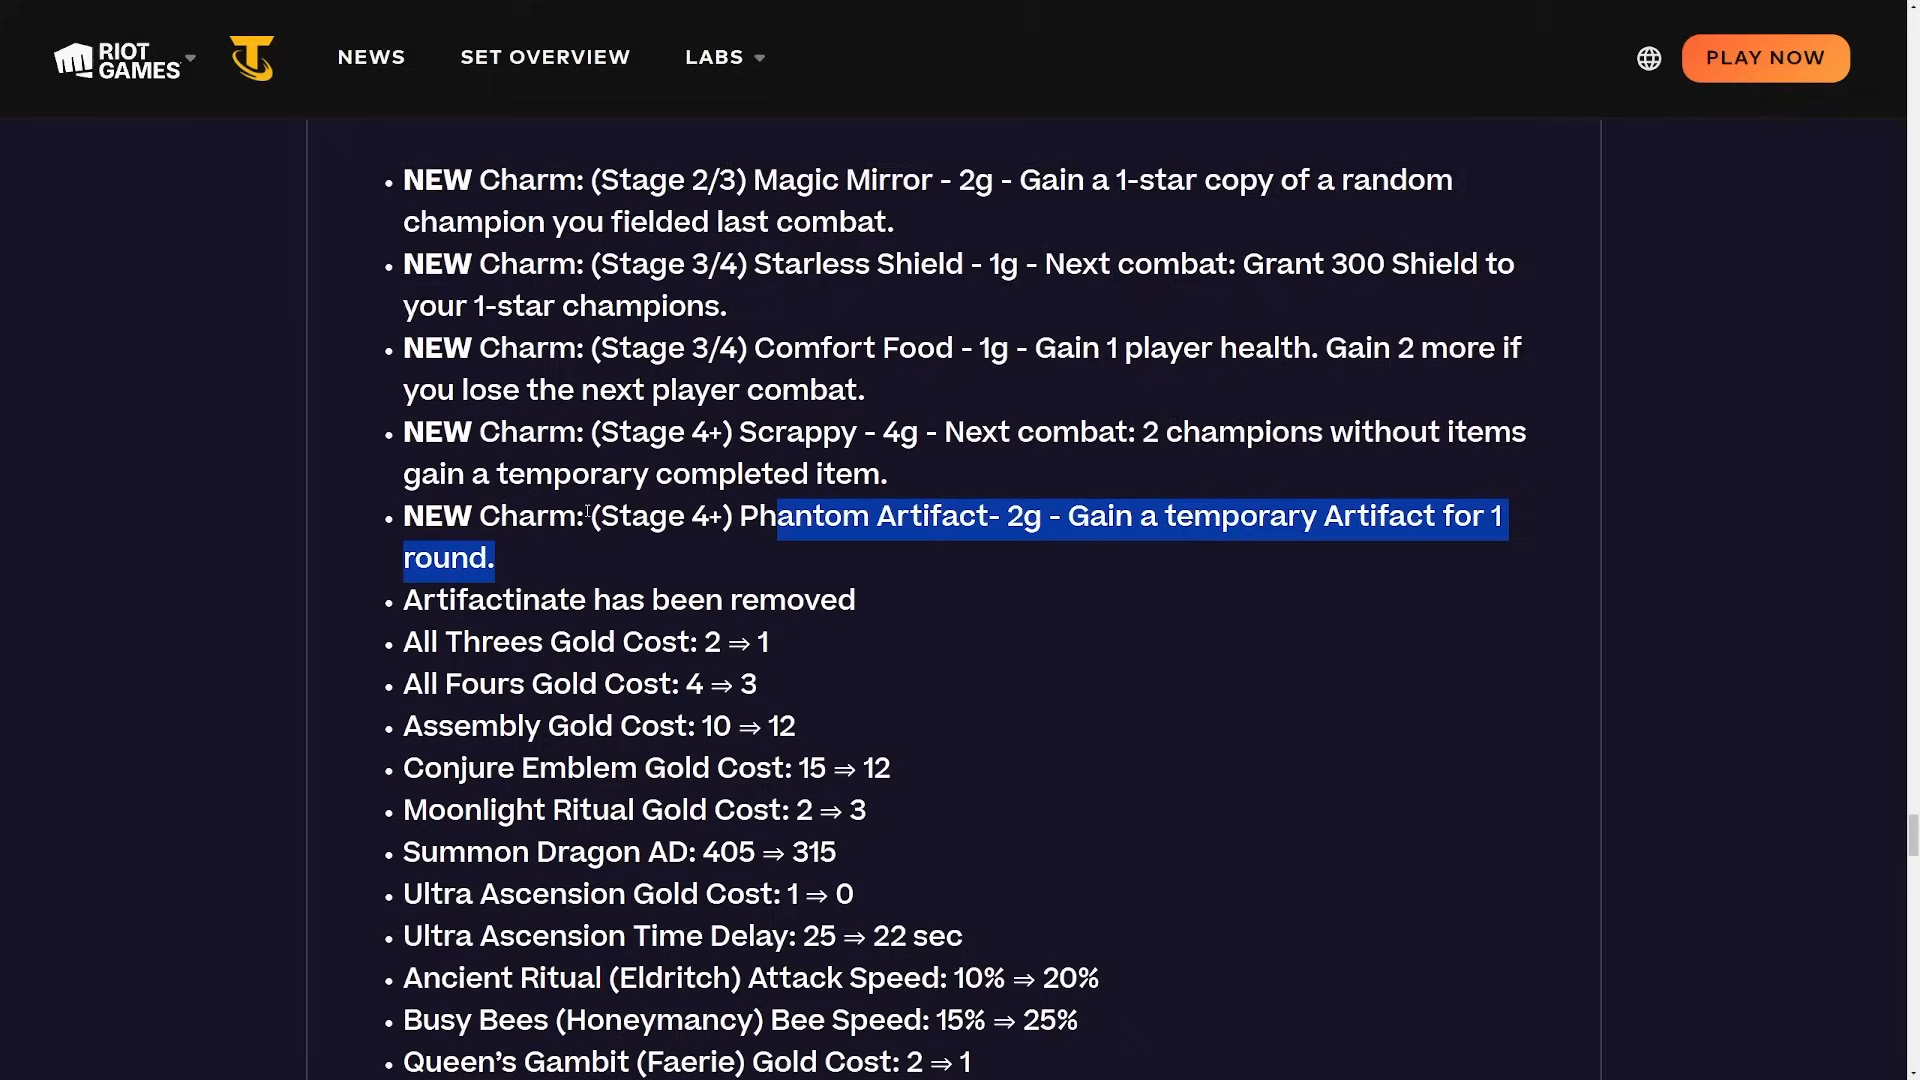 RIOT GAMES
NEWS
SET OVERVIEW
LABS
PLAY NOW
• NEW Charm: (Stage 2/3) Magic Mirror - 2g - Gain a 1-star copy of a random
champion you fielded last combat.
• NEW Charm: (Stage 3/4) Starless Shield - 1g - Next combat: Grant 300 Shield to
your 1-star champions.
• NEW Charm: (Stage 3/4) Comfort Food - 1g - Gain 1 player health. Gain 2 more if
you lose the next player combat.
• NEW Charm: (Stage 4+) Scrappy - 4g - Next combat: 2 champions without items
gain a temporary completed item.
• NEW Charm: (Stage 4+) Phantom Artifact- 2g - Gain a temporary Artifact for 1
round.
• Artifactinate has been removed
• All Threes Gold Cost: 2 ⇒ 1
• All Fours Gold Cost: 4 ⇒ 3
• Assembly Gold Cost: 10 ⇒ 12
• Conjure Emblem Gold Cost: 15 ⇒ 12
• Moonlight Ritual Gold Cost: 2 ⇒ 3
• Summon Dragon AD: 405 ⇒ 315
• Ultra Ascension Gold Cost: 1 ⇒ 0
• Ultra Ascension Time Delay: 25 ⇒ 22 sec
• Ancient Ritual (Eldritch) Attack Speed: 10% ⇒ 20%
• Busy Bees (Honeymancy) Bee Speed: 15% ⇒ 25%
• Queen’s Gambit (Faerie) Gold Cost: 2 ⇒ 1